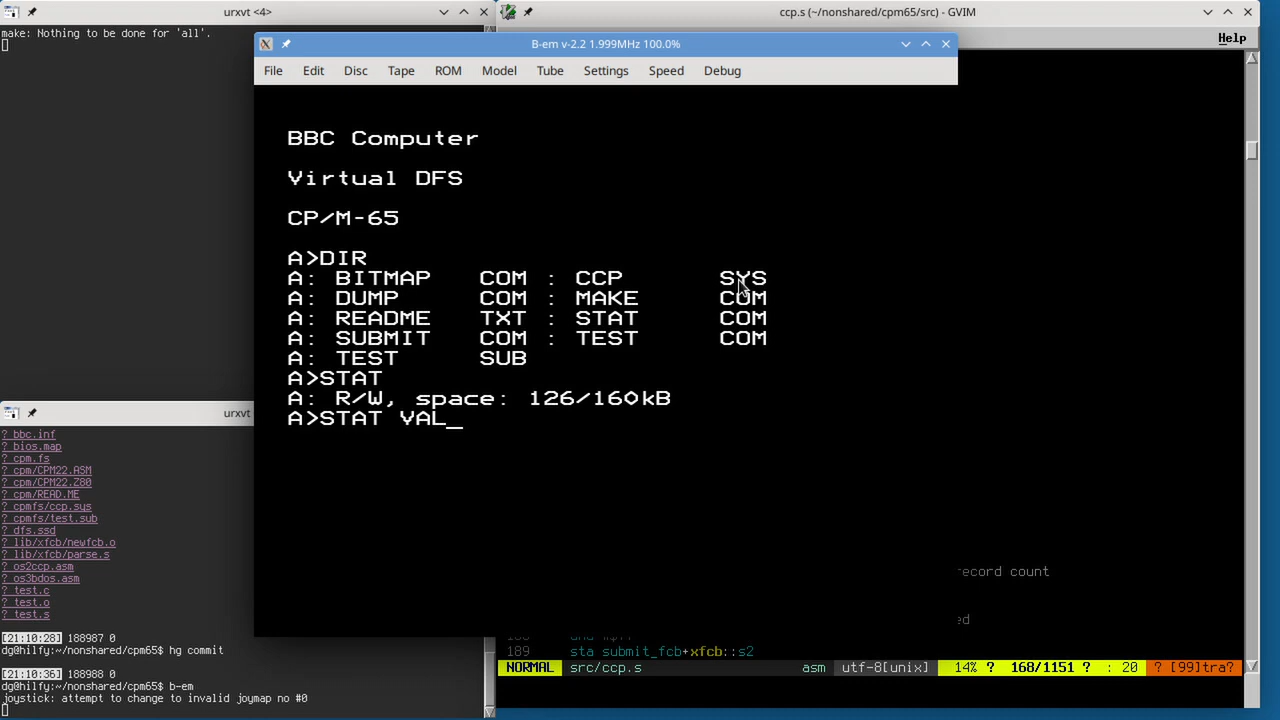 urxvt <4>
make: Nothing to be done for 'all'.
ccp.s (~/nonshared/cpm65/src) - GVIM
Help
B-em v-2.2 1.999MHz 100.0%
File Edit Disc Tape ROM Model Tube Settings Speed Debug
BBC Computer
Virtual DFS
CP/M-65
A>DIR
A: BITMAP COM : CCP SYS
A: DUMP COM : MAKE COM
A: README TXT : STAT COM
A: SUBMIT COM : TEST COM
A: TEST SUB
A>STAT
A: R/W, space: 126/160kB
A>STAT VAL_
urxvt
? bbc.inf
? bios.map
? cpm.fs
? cpm/CPM22.ASM
? cpm/CPM22.Z80
? cpm/READ.ME
? cpmfs/ccp.sys
? cpmfs/test.sub
? dfs.ssd
? lib/xfcb/newfcb.o
? lib/xfcb/parse.s
? os2ccp.asm
? os3bdos.asm
? test.c
? test.o
? test.s
[21:10:28] 188987 0
dg@hilfy:~/nonshared/cpm65$ hg commit
[21:10:36] 188988 0
dg@hilfy:~/nonshared/cpm65$ b-em
joystick: attempt to change to invalid joymap no #0
record count
ed
189 sta submit_fcb+xfcb::s2
NORMAL src/ccp.s asm utf-8[unix] 14% ? 168/1151 ? : 20 ? [99]tra?